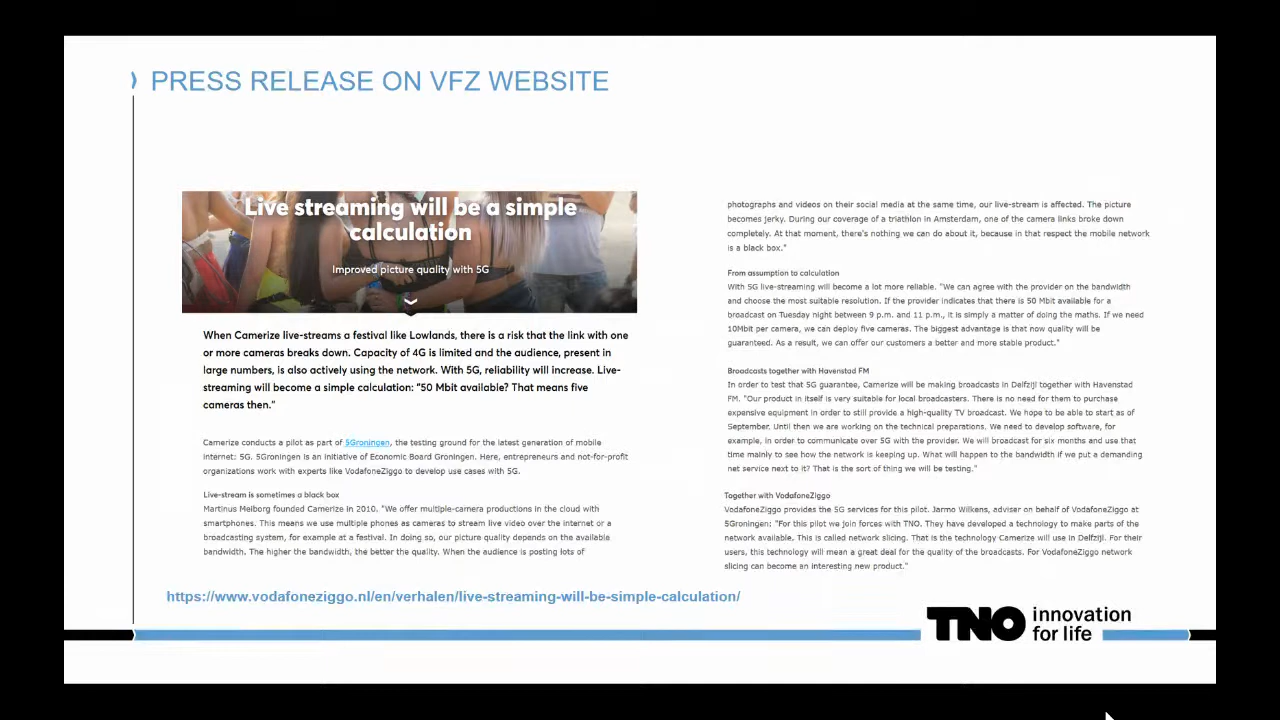 PRESS RELEASE ON VFZ WEBSITE
Live streaming will be a simple
calculation
Improved picture quality with 5G
When Camerize live-streams a festival like Lowlands, there is a risk that the link with one
or more cameras breaks down. Capacity of 4G is limited and the audience, present in
large numbers, is also actively using the network. With 5G, reliability will increase. Live-
streaming will become a simple calculation: "50 Mbit available? That means five
cameras then."
Camerize conducts a pilot as part of 5Groningen, the testing ground for the latest generation of mobile
internet: 5G. 5Groningen is an initiative of Economic Board Groningen. Here, entrepreneurs and not-for-profit
organizations work with experts like VodafoneZiggo to develop use cases with 5G.
Live-stream is sometimes a black box
Martinus Meiborg founded Camerize in 2010. "We offer multiple-camera productions in the cloud with
smartphones. This means we use multiple phones as cameras to stream live video over the internet or a
broadcasting system, for example at a festival. In doing so, our picture quality depends on the available
bandwidth. The higher the bandwidth, the better the quality. When the audience is posting lots of
photographs and videos on their social media at the same time, our live-stream is affected. The picture
becomes jerky. During our coverage of a triathlon in Amsterdam, one of the camera links broke down
completely. At that moment, there's nothing we can do about it, because in that respect the mobile network
is a black box."
From assumption to calculation
With 5G live-streaming will become a lot more reliable. "We can agree with the provider on the bandwidth
and choose the most suitable resolution. If the provider indicates that there is 50 Mbit available for a
broadcast on Tuesday night between 9 p.m. and 11 p.m., it is simply a matter of doing the maths. If we need
10Mbit per camera, we can deploy five cameras. The biggest advantage is that now quality will be
guaranteed. As a result, we can offer our customers a better and more stable product."
Broadcasts together with Havenstad FM
In order to test that 5G guarantee, Camerize will be making broadcasts in Delfzijl together with Havenstad
FM. "Our product in itself is very suitable for local broadcasters. There is no need for them to purchase
expensive equipment in order to still provide a high-quality TV broadcast. We hope to be able to start as of
September. Until then we are working on the technical preparations. We need to develop software, for
example, in order to communicate over 5G with the provider. We will broadcast for six months and use that
time mainly to see how the network is keeping up. What will happen to the bandwidth if we put a demanding
net service next to it? That is the sort of thing we will be testing."
Together with VodafoneZiggo
VodafoneZiggo provides the 5G services for this pilot. Jarmo Wilkens, adviser on behalf of VodafoneZiggo at
5Groningen: "For this pilot we join forces with TNO. They have developed a technology to make parts of the
network available. This is called network slicing. That is the technology Camerize will use in Delfzijl. For their
users, this technology will mean a great deal for the quality of the broadcasts. For VodafoneZiggo network
slicing can become an interesting new product."
https://www.vodafoneziggo.nl/en/verhalen/live-streaming-will-be-simple-calculation/
TNO innovation
for life